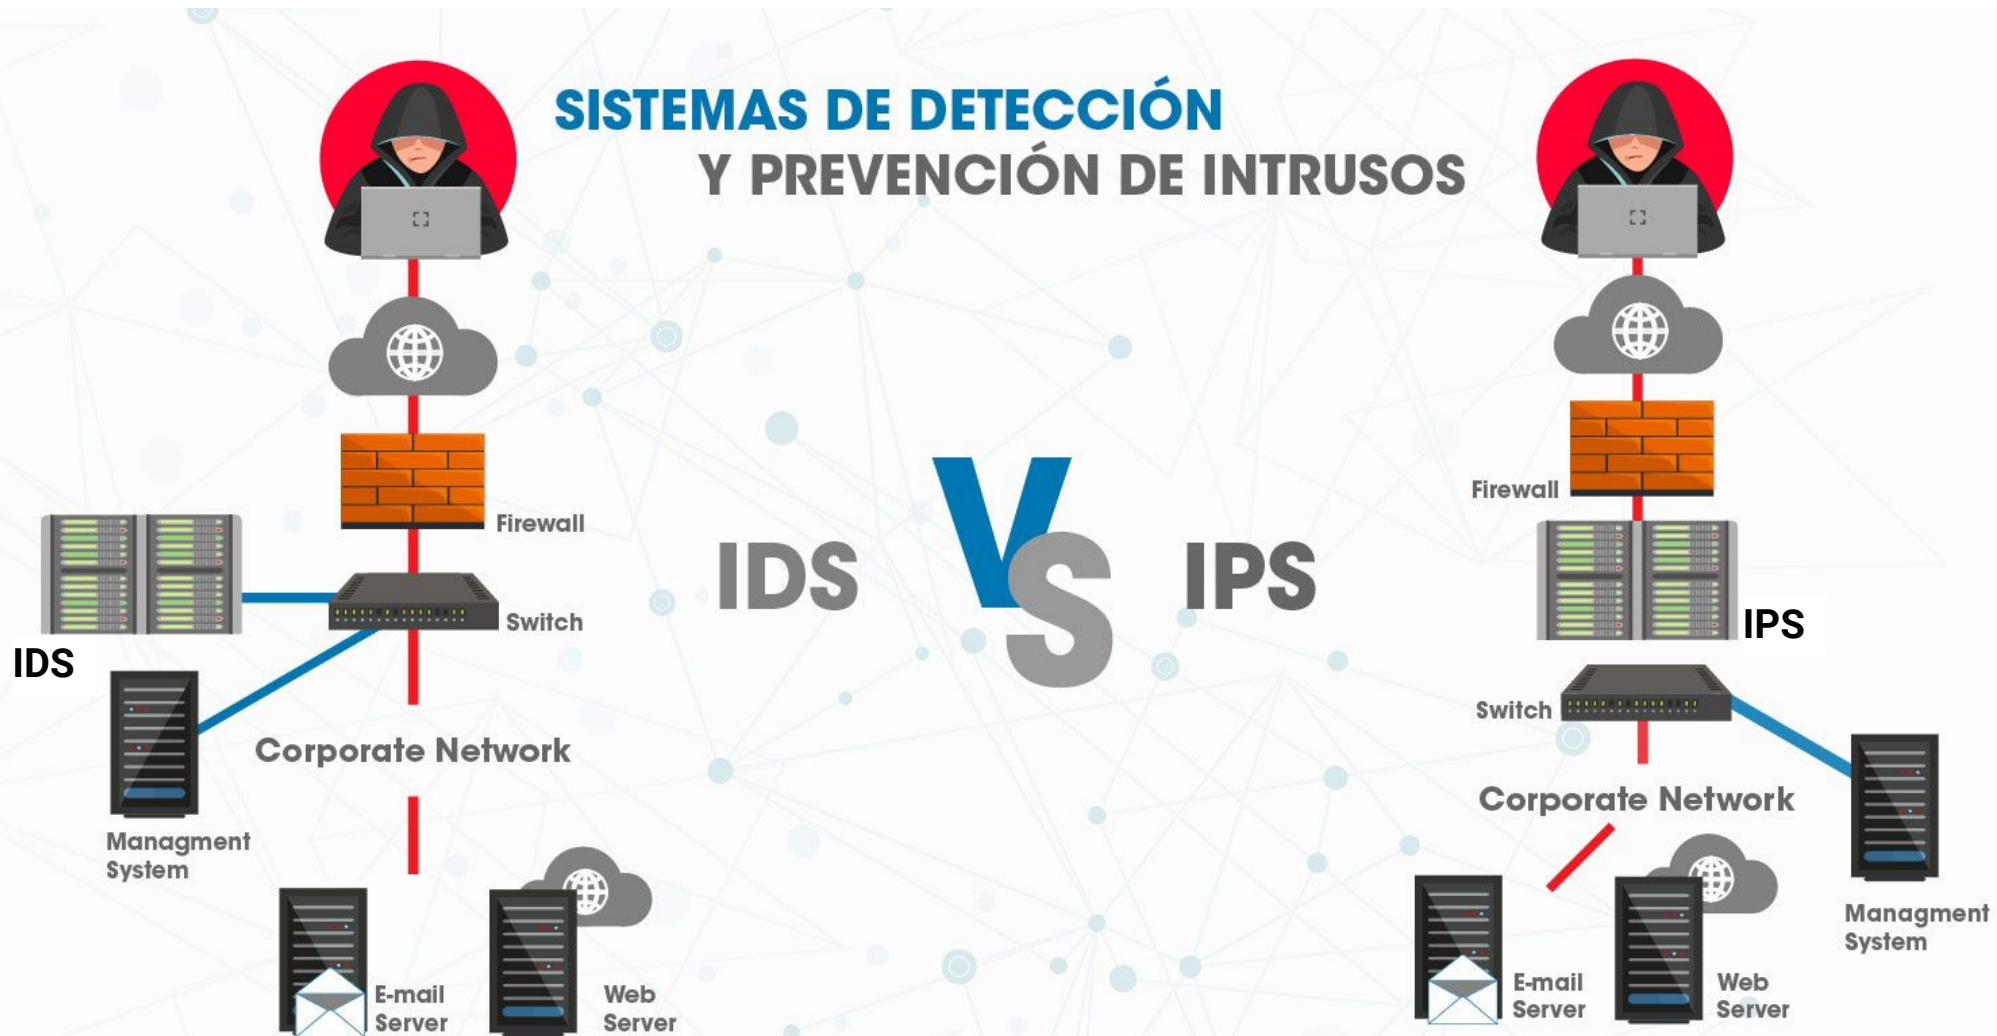 SISTEMAS DE DETECCIÓN
Y PREVENCIÓN DE INTRUSOS
Firewall
Switch
IDS
Corporate Network
Managment
System
E-mail
Server
Web
Server
IDS
VS
IPS
Firewall
IPS
Switch
Corporate Network
Managment
System
E-mail
Server
Web
Server